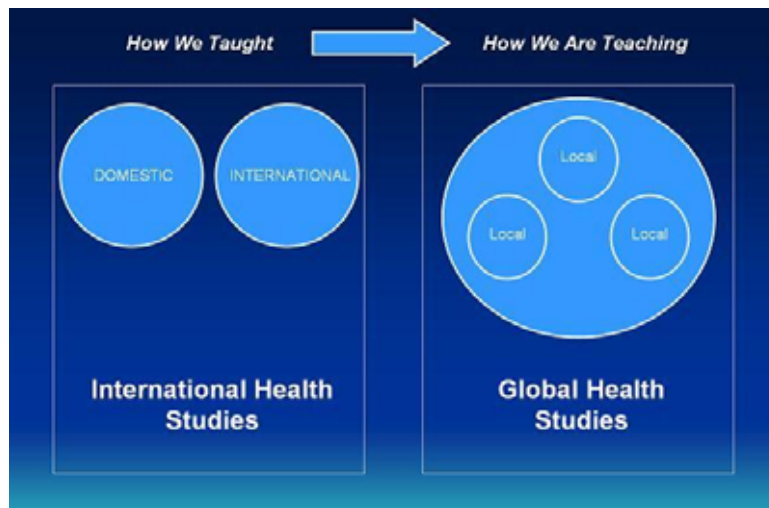 How We Taught
How We Are Teaching
DOMESTIC
INTERNATIONAL
Local
Local
Local
International Health
Studies
Global Health
Studies